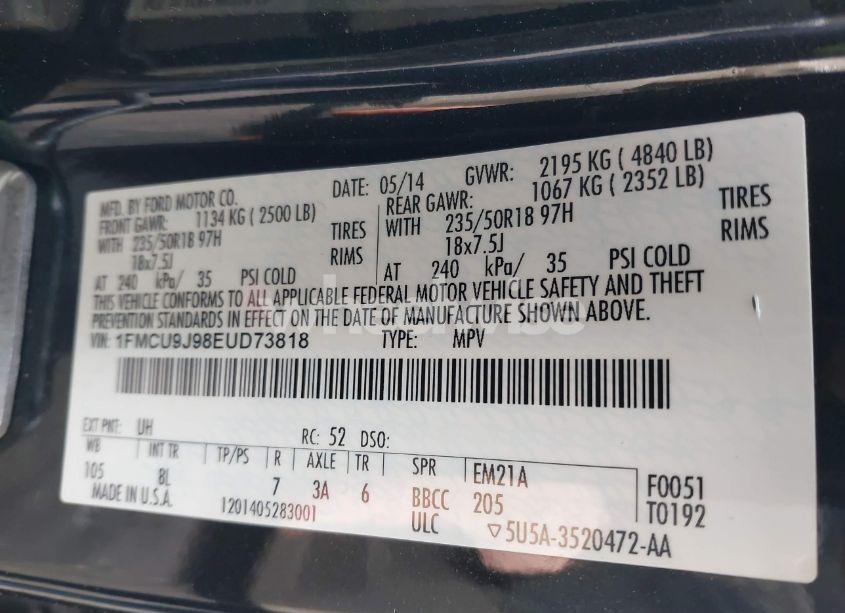 MFD. BY FORD MOTOR CO. DATE: 05/14 GVWR: 2195 KG ( 4840 LB)
FRONT GAWR: 1134 KG ( 2500 LB) REAR GAWR: 1067 KG ( 2352 LB)
WITH 235/50R18 97H TIRES WITH 235/50R18 97H TIRES
18x7.5J RIMS 18x7.5J RIMS
AT 240 kPa/ 35 PSI COLD AT 240 kPa/ 35 PSI COLD
THIS VEHICLE CONFORMS TO ALL APPLICABLE FEDERAL MOTOR VEHICLE SAFETY AND THEFT
PREVENTION STANDARDS IN EFFECT ON THE DATE OF MANUFACTURE SHOWN ABOVE.
VIN: 1FMCU9J98EUD73818 TYPE: MPV
EXT PNT: UH RC: 52 DSO:
WB INT TR TP/PS R AXLE TR SPR EM21A F0051
105 8L 7 3A 6 BBCC 205 T0192
MADE IN U.S.A. 1201405283001 ULC ▽5U5A-3520472-AA